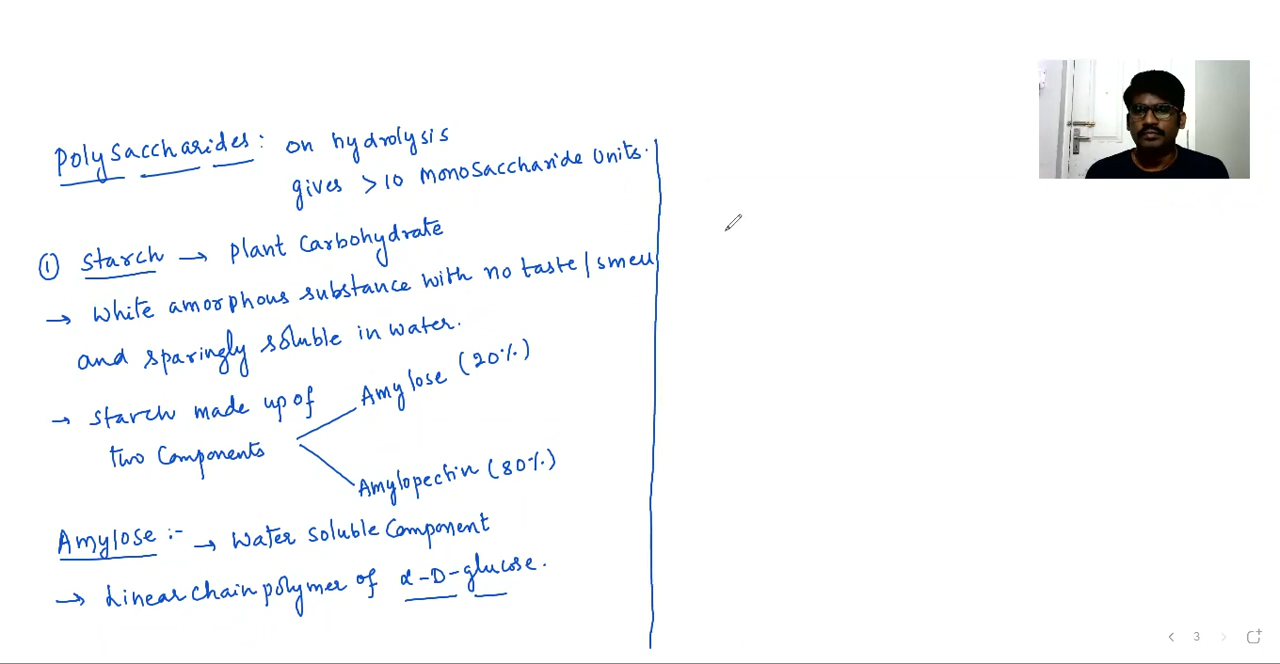 Polysaccharides: on hydrolysis
gives >10 monosaccharide units.
① Starch → plant carbohydrate
→ White amorphous substance with no taste/smell
and sparingly soluble in water.
→ starch made up of
two components
Amylose (20%)
Amylopectin (80%)
Amylose :- → water soluble component
→ Linear chain polymer of α-D-glucose.
3